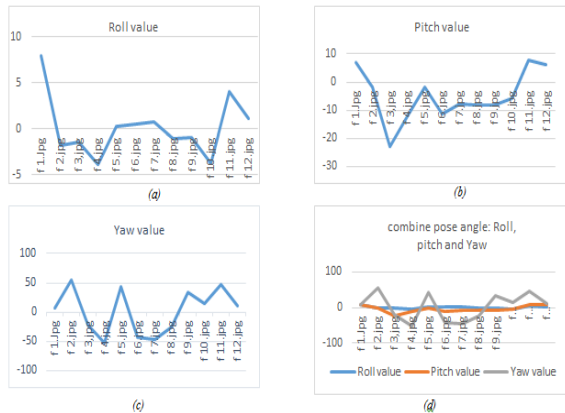 Roll value
10
5
0
-5
f 1.jpg
f 2.jpg
f 3.jpg
f 4.jpg
f 5.jpg
f 6.jpg
f 7.jpg
f 8.jpg
f 9.jpg
f 10.jpg
f 11.jpg
f 12.jpg
(a)
Pitch value
10
0
-10
-20
-30
f 1.jpg
f 2.jpg
f 3.jpg
f 4.jpg
f 5.jpg
f 6.jpg
f 7.jpg
f 8.jpg
f 9.jpg
f 10.jpg
f 11.jpg
f 12.jpg
(b)
Yaw value
100
50
0
-50
-100
f 1.jpg
f 2.jpg
f 3.jpg
f 4.jpg
f 5.jpg
f 6.jpg
f 7.jpg
f 8.jpg
f 9.jpg
f 10.jpg
f 11.jpg
f 12.jpg
(c)
combine pose angle: Roll,
pitch and Yaw
100
0
-100
f 1.jpg
f 2.jpg
f 3.jpg
f 4.jpg
f 5.jpg
f 6.jpg
f 7.jpg
f 8.jpg
f 9.jpg
f..
f..
f..
Roll value
Pitch value
Yaw value
(d)